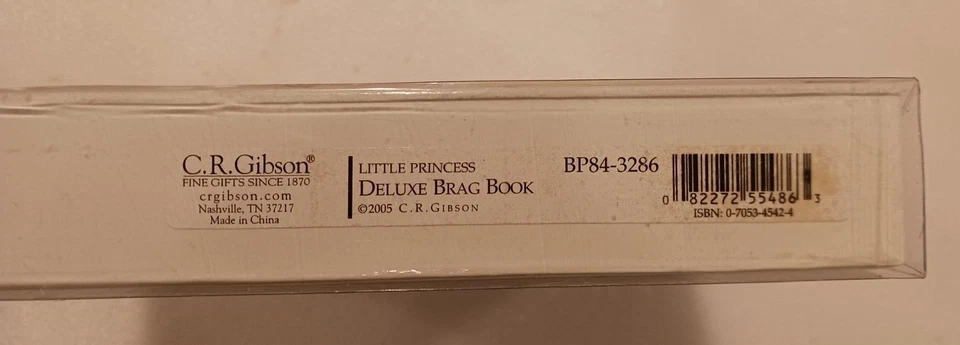 C.R.Gibson®
FINE GIFTS SINCE 1870
crgibson.com
Nashville, TN 37217
Made in China
LITTLE PRINCESS
DELUXE BRAG BOOK
©2005 C.R.GIBSON
BP84-3286
0 82272 55486 3
ISBN: 0-7053-4542-4